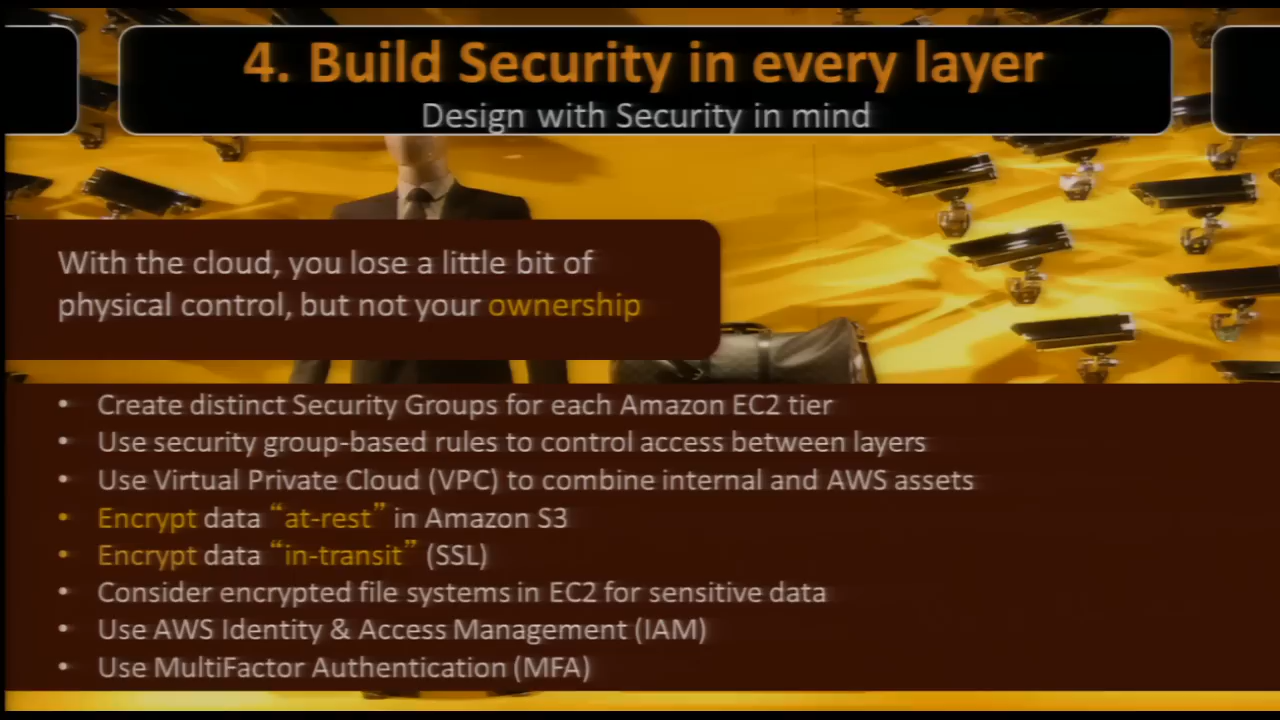 4. Build Security in every layer
Design with Security in mind
With the cloud, you lose a little bit of
physical control, but not your ownership
• Create distinct Security Groups for each Amazon EC2 tier
• Use security group-based rules to control access between layers
• Use Virtual Private Cloud (VPC) to combine internal and AWS assets
• Encrypt data “at-rest” in Amazon S3
• Encrypt data “in-transit” (SSL)
• Consider encrypted file systems in EC2 for sensitive data
• Use AWS Identity & Access Management (IAM)
• Use MultiFactor Authentication (MFA)